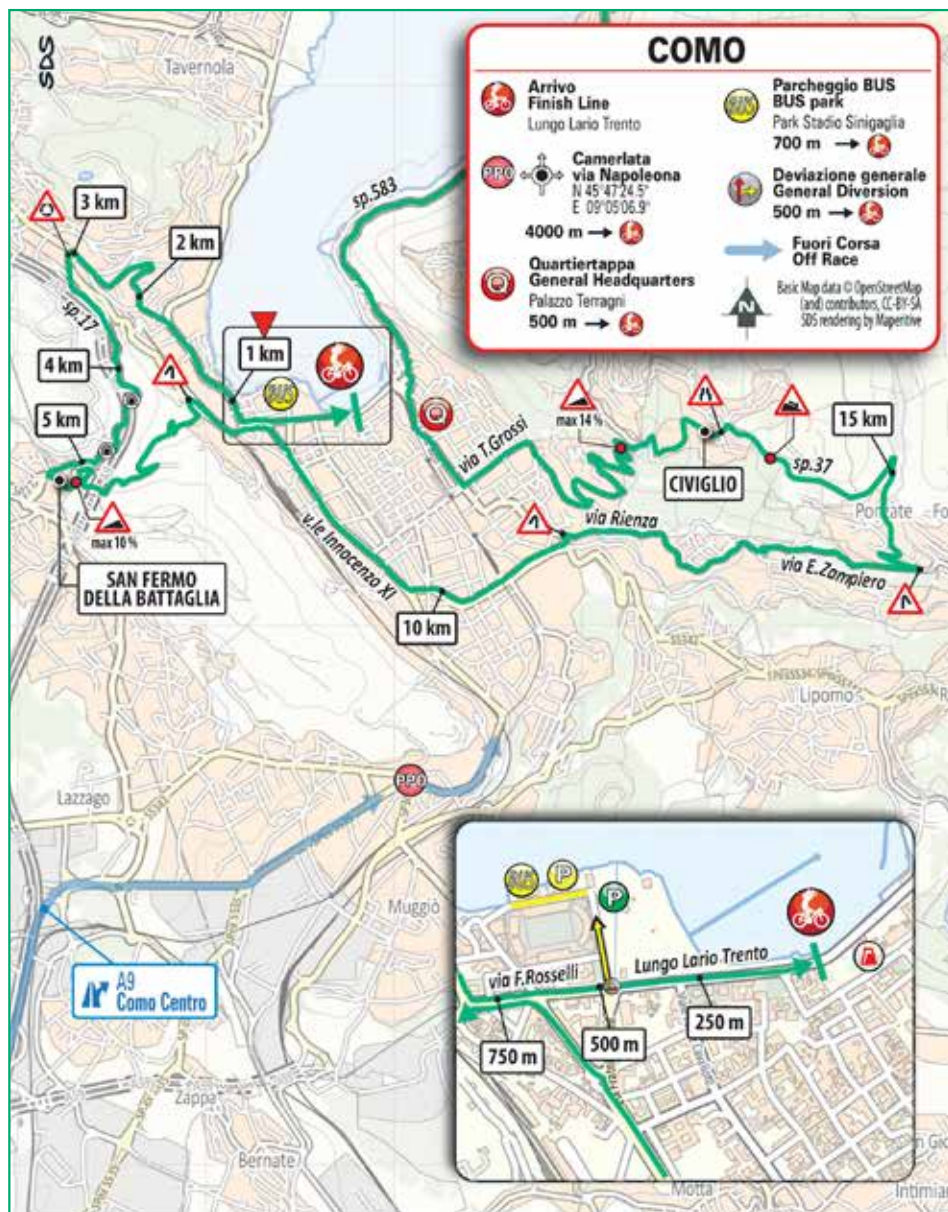 SDS
Tavernola
COMO
Arrivo
Finish Line
Lungo Lario Trento
PPO
Camerlata
via Napoleona
N 45°47'24.5"
E 09°05'06.9"
4000 m
Quartiertappa
General Headquarters
Palazzo Terragni
500 m
BUS
Parcheggio BUS
BUS park
Park Stadio Sinigaglia
700 m
Deviazione generale
General Diversion
500 m
Fuori Corsa
Off Race
N
Basic Map data © OpenStreetMap
(and) contributors, CC-BY-SA
SDS rendering by Maperitive
sp.583
3 km
2 km
sp.17
1 km
4 km
BUS
5 km
Q
via T.Grossi
max 14%
CIVIGLIO
sp.37
15 km
max 10%
via Rienza
v.le Innocenzo XI
via E.Zampiero
SAN FERMO
DELLA BATTAGLIA
10 km
Lipomo
PPO
Lazzago
Muggiò
A9
Como Centro
Zappa
Bernate
BUS
P
P
via F.Rosselli
Lungo Lario Trento
750 m
500 m
250 m
Motta